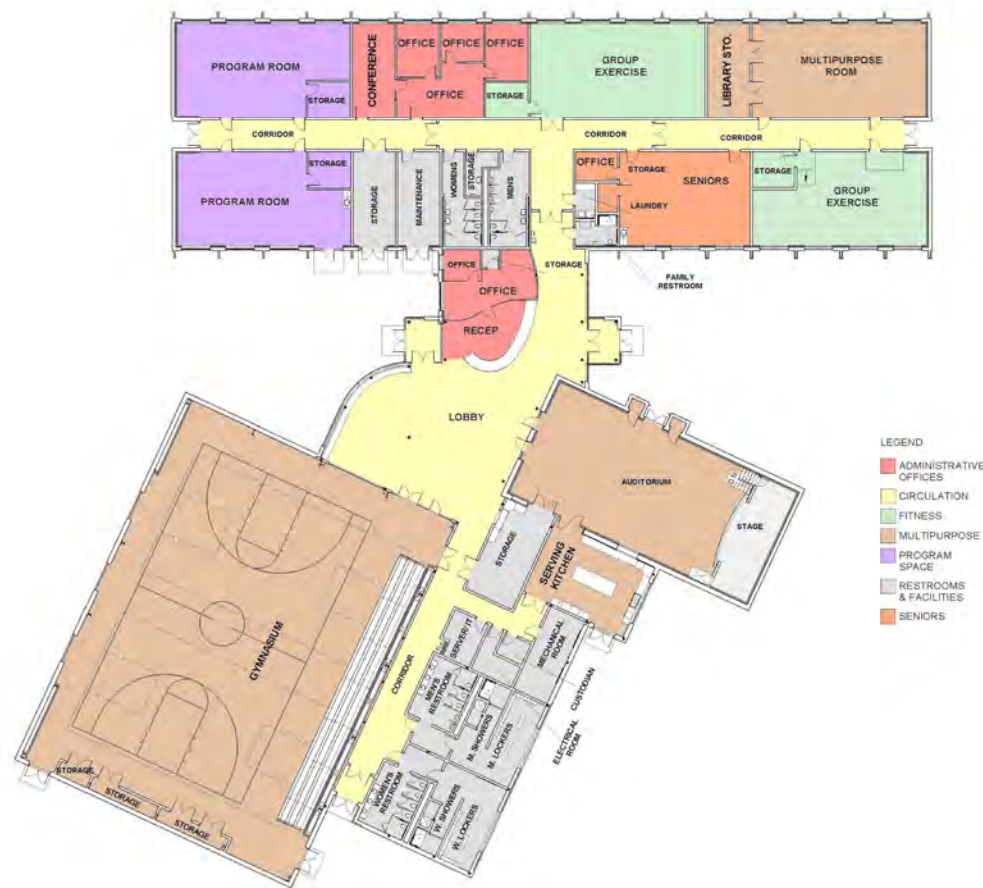 PROGRAM ROOM
STORAGE
CONFERENCE
OFFICE
OFFICE
OFFICE
OFFICE
STORAGE
GROUP
EXERCISE
LIBRARY STO.
MULTIPURPOSE
ROOM
CORRIDOR
CORRIDOR
CORRIDOR
PROGRAM ROOM
STORAGE
STORAGE
MAINTENANCE
WOMENS
STORAGE
MENS
OFFICE
STORAGE
SENIORS
LAUNDRY
STORAGE
GROUP
EXERCISE
FAMILY
RESTROOM
OFFICE
OFFICE
STORAGE
RECEP
LOBBY
AUDITORIUM
STAGE
STORAGE
SERVING
KITCHEN
GYMNASIUM
CORRIDOR
SERVER/ IT
MECHANICAL
ROOM
CUSTODIAN
ELECTRICAL
ROOM
MEN'S
RESTROOM
M. SHOWERS
M. LOCKERS
WOMEN'S
RESTROOM
W. SHOWERS
W. LOCKERS
STORAGE
STORAGE
STORAGE
LEGEND
ADMINISTRATIVE
OFFICES
CIRCULATION
FITNESS
MULTIPURPOSE
PROGRAM
SPACE
RESTROOMS
& FACILITIES
SENIORS